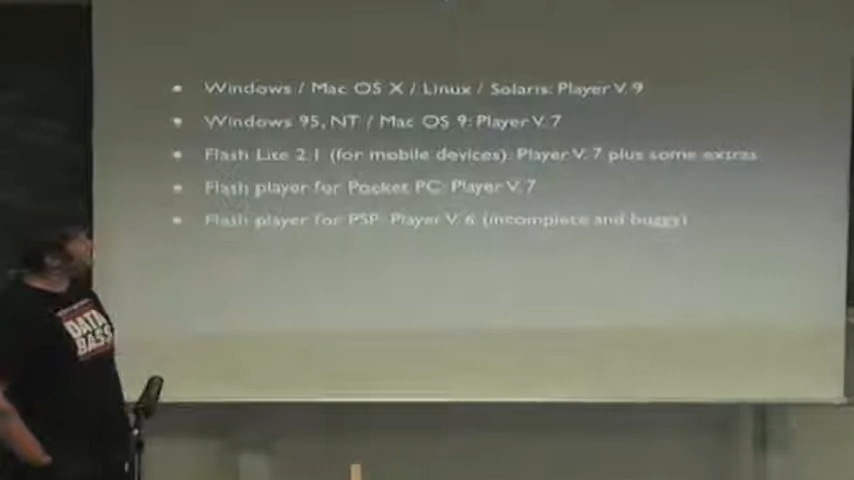 • Windows / Mac OS X / Linux / Solaris: Player V. 9
• Windows 95, NT / Mac OS 9: Player V. 7
• Flash Lite 2.1 (for mobile devices): Player V. 7 plus some extras
• Flash player for Pocket PC: Player V. 7
• Flash player for PSP: Player V. 6 (incomplete and buggy)
DATA
BASS